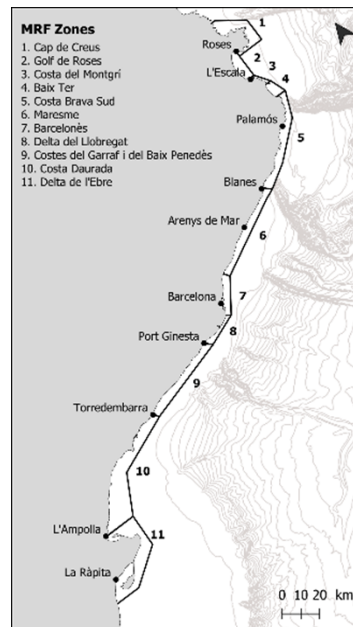 MRF Zones
1. Cap de Creus
2. Golf de Roses
3. Costa del Montgrí
4. Baix Ter
5. Costa Brava Sud
6. Maresme
7. Barcelonès
8. Delta del Llobregat
9. Costes del Garraf i del Baix Penedès
10. Costa Daurada
11. Delta de l'Ebre
1
Roses
2
L'Escala
3
4
Palamós
5
Blanes
Arenys de Mar
6
Barcelona
7
Port Ginesta
8
9
Torredembarra
10
L'Ampolla
11
La Ràpita
0 10 20 km